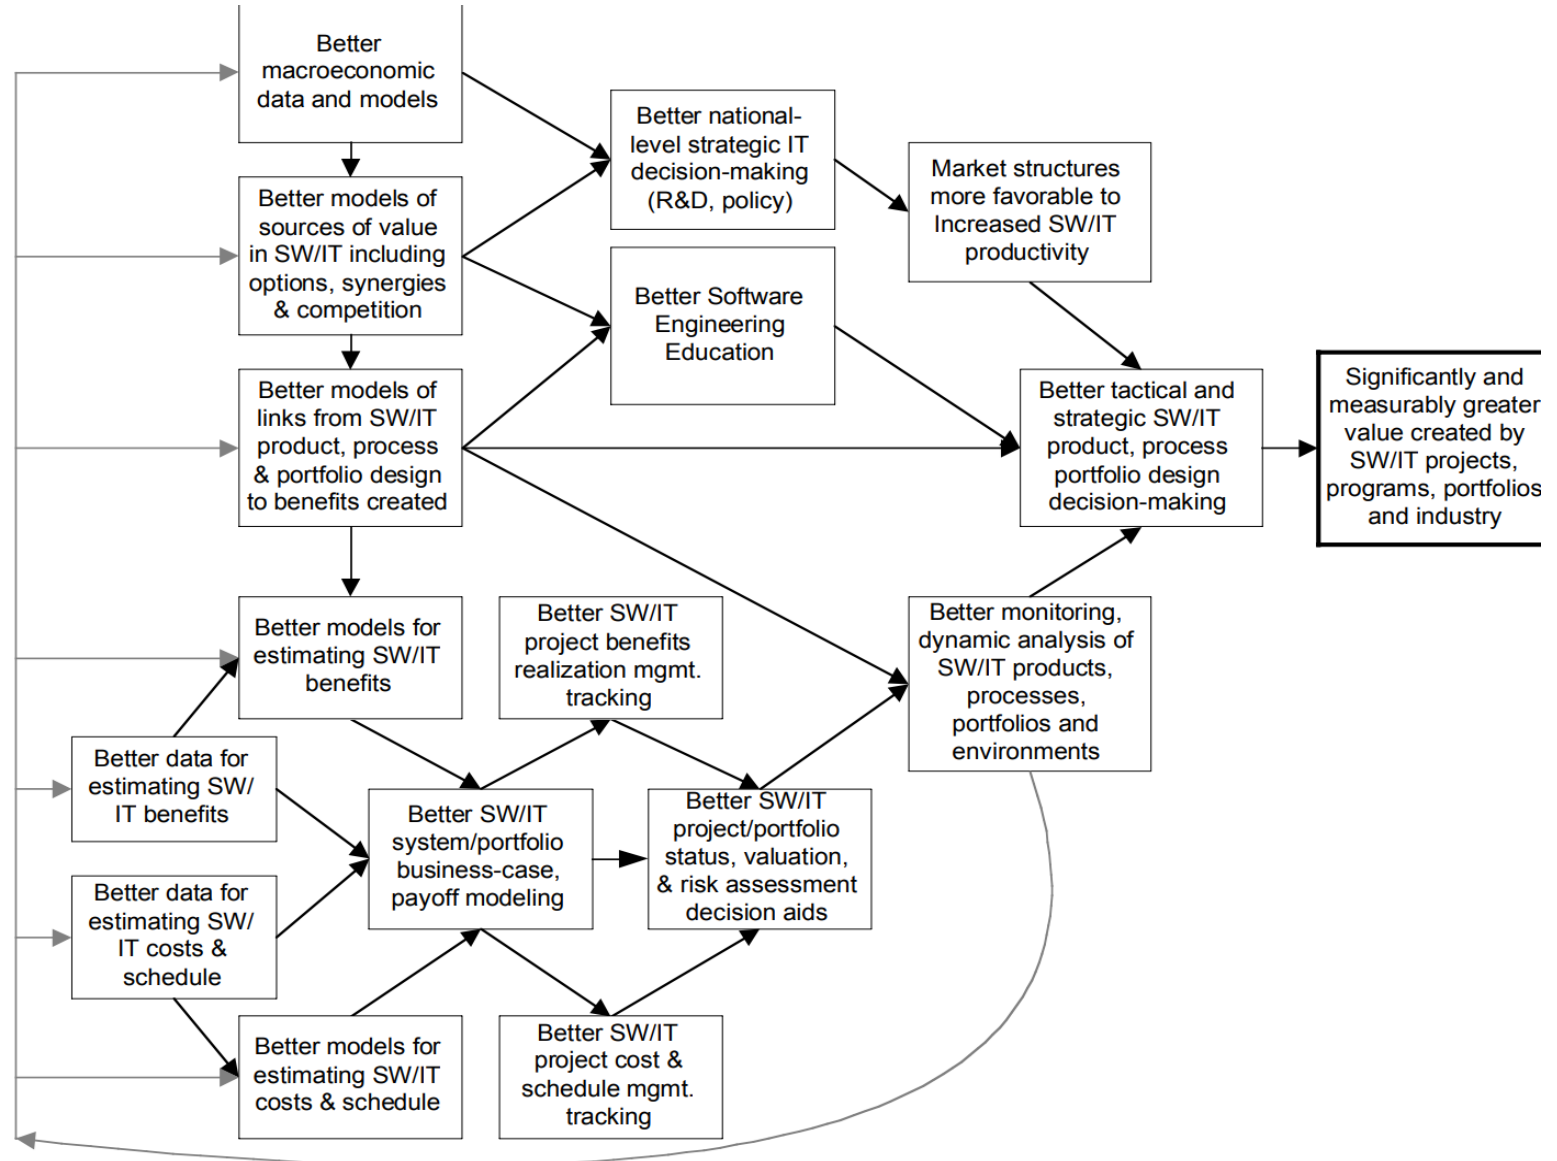 Better
macroeconomic
data and models
Better national-
level strategic IT
decision-making
(R&D, policy)
Market structures
more favorable to
Increased SW/IT
productivity
Better models of
sources of value
in SW/IT including
options, synergies
& competition
Better Software
Engineering
Education
Better models of
links from SW/IT
product, process
& portfolio design
to benefits created
Better tactical and
strategic SW/IT
product, process
portfolio design
decision-making
Significantly and
measurably greater
value created by
SW/IT projects,
programs, portfolios
and industry
Better models for
estimating SW/IT
benefits
Better SW/IT
project benefits
realization mgmt.
tracking
Better monitoring,
dynamic analysis of
SW/IT products,
processes,
portfolios and
environments
Better data for
estimating SW/
IT benefits
Better SW/IT
system/portfolio
business-case,
payoff modeling
Better SW/IT
project/portfolio
status, valuation,
& risk assessment
decision aids
Better data for
estimating SW/
IT costs &
schedule
Better models for
estimating SW/IT
costs & schedule
Better SW/IT
project cost &
schedule mgmt.
tracking